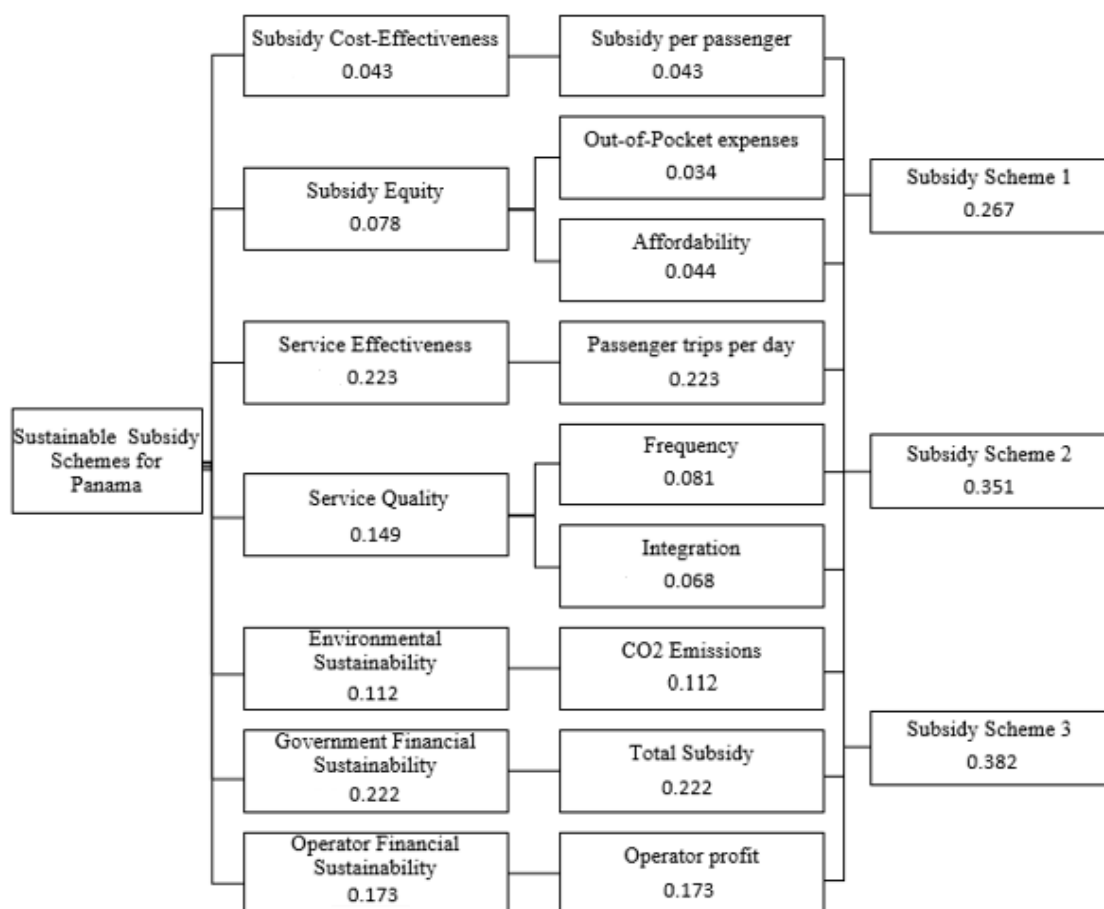 Sustainable Subsidy
Schemes for
Panama
Subsidy Cost-Effectiveness
0.043
Subsidy Equity
0.078
Service Effectiveness
0.223
Service Quality
0.149
Environmental
Sustainability
0.112
Government Financial
Sustainability
0.222
Operator Financial
Sustainability
0.173
Subsidy per passenger
0.043
Out-of-Pocket expenses
0.034
Affordability
0.044
Passenger trips per day
0.223
Frequency
0.081
Integration
0.068
CO2 Emissions
0.112
Total Subsidy
0.222
Operator profit
0.173
Subsidy Scheme 1
0.267
Subsidy Scheme 2
0.351
Subsidy Scheme 3
0.382